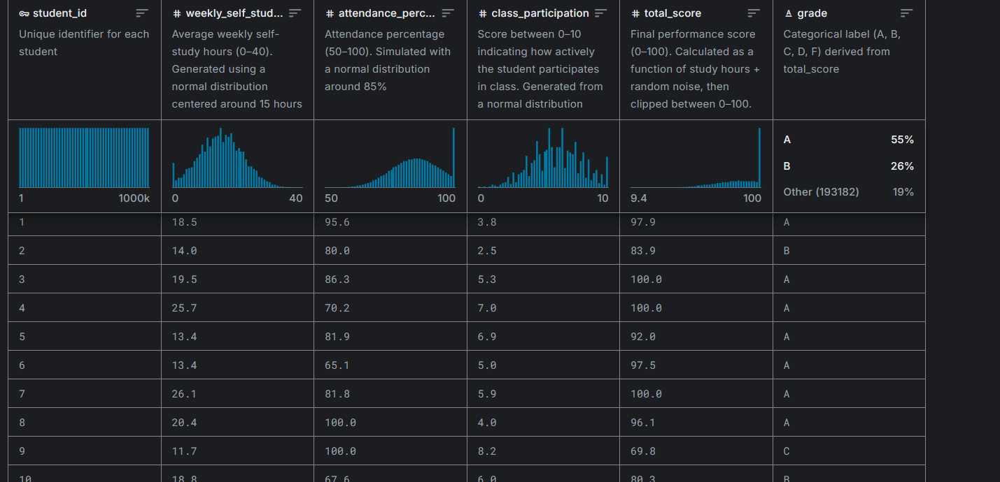 student_id # weekly_self_stud... # attendance_perc... # class_participation # total_score A grade
Unique identifier for each student
Average weekly self-
study hours (0–40).
Generated using a
normal distribution
centered around 15 hours
Attendance percentage
(50–100). Simulated with
a normal distribution
around 85%
Score between 0–10
indicating how actively
the student participates
in class. Generated from
a normal distribution
Final performance score
(0–100). Calculated as a
function of study hours +
random noise, then
clipped between 0–100.
Categorical label (A, B,
C, D, F) derived from
total_score
1 1000k
0 40
50 100
0 10
9.4 100
A 55%
B 26%
Other (193182) 19%
1 18.5 95.6 3.8 97.9 A
2 14.0 80.0 2.5 83.9 B
3 19.5 86.3 5.3 100.0 A
4 25.7 70.2 7.0 100.0 A
5 13.4 81.9 6.9 92.0 A
6 13.4 65.1 5.0 97.5 A
7 26.1 81.8 5.9 100.0 A
8 20.4 100.0 4.0 96.1 A
9 11.7 100.0 8.2 69.8 C
10 18.8 67.6 6.0 80.3 B